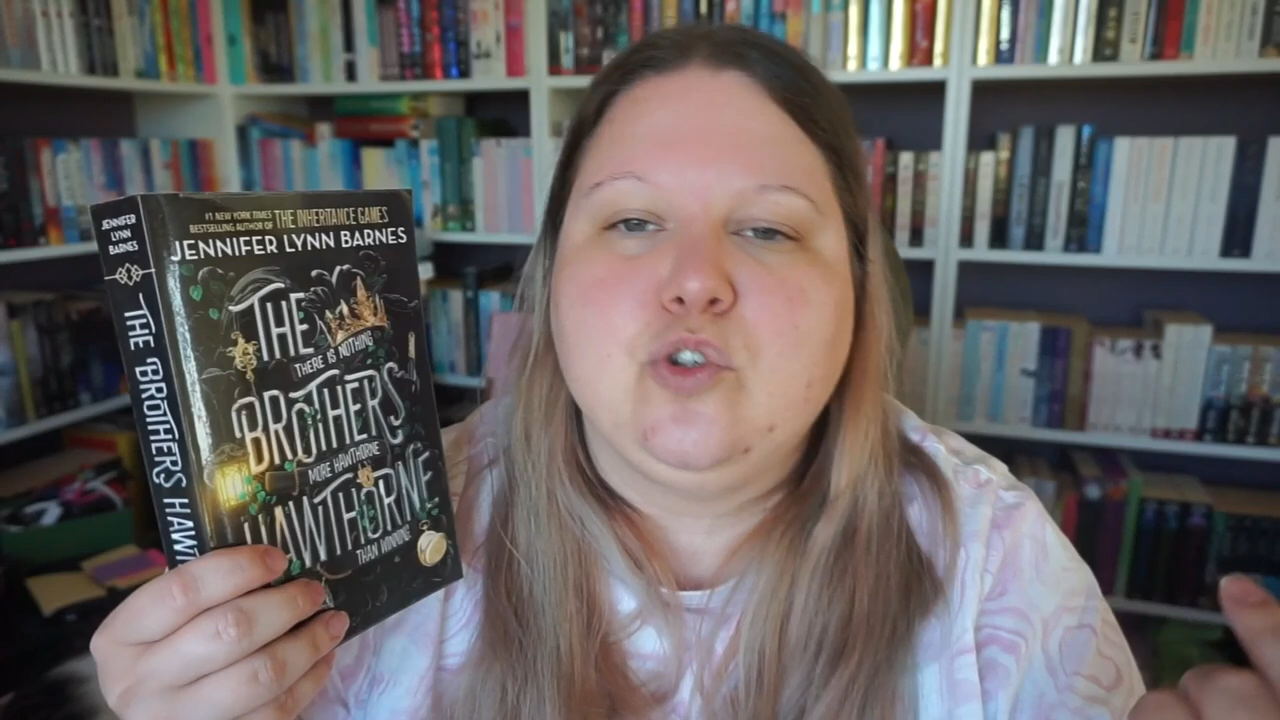 JENNIFER
LYNN
BARNES
THE BROTHERS HAWT
#1 NEW YORK TIMES
BESTSELLING AUTHOR OF THE INHERITANCE GAMES
JENNIFER LYNN BARNES
THE
THERE IS NOTHING
BROTHERS
MORE HAWTHORNE
HAWTHORNE
THAN WINNING